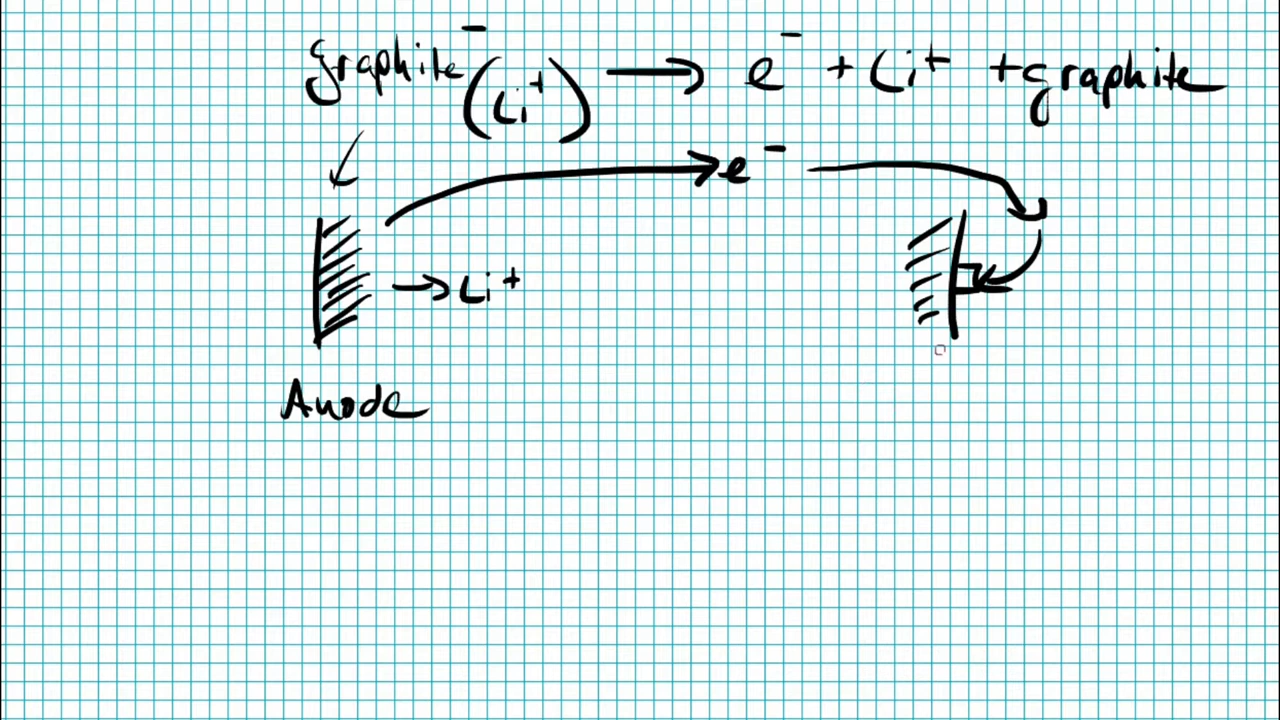 graphite⁻(Li⁺) → e⁻ + Li⁺ + graphite
→ e⁻
→ Li⁺
Anode